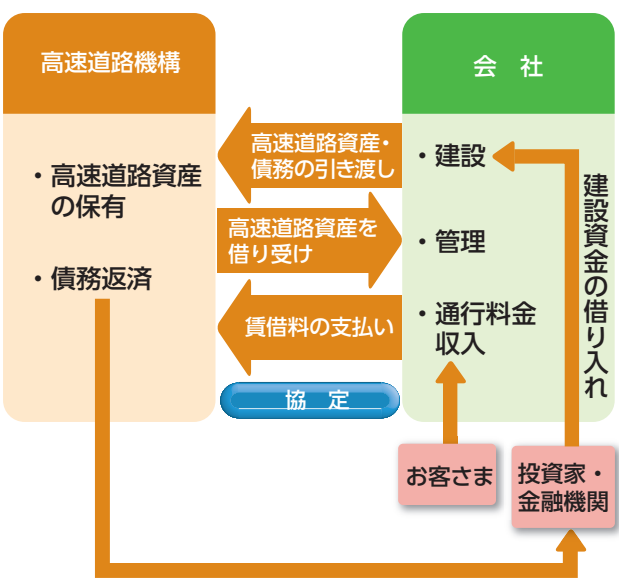 高速道路機構
・高速道路資産
の保有
・債務返済
高速道路資産・
債務の引き渡し
高速道路資産を
借り受け
賃借料の支払い
協 定
会 社
・建設
・管理
・通行料金
収入
建設資金の借り入れ
お客さま
投資家・
金融機関